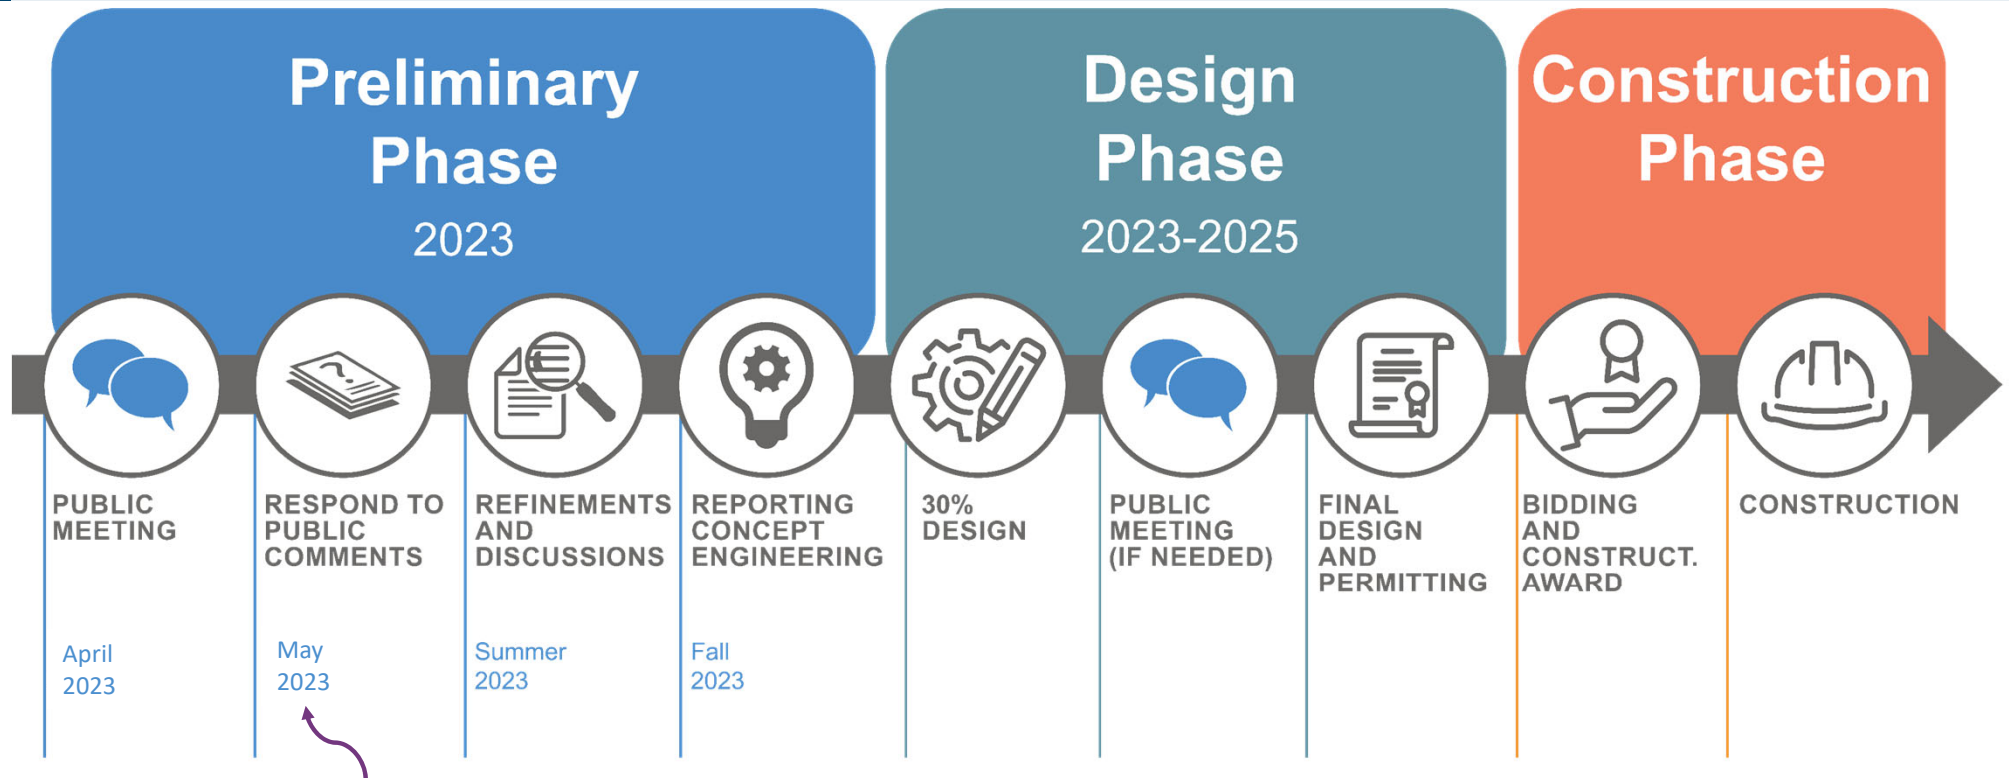 Preliminary
Phase
2023
Design
Phase
2023-2025
Construction
Phase
PUBLIC
MEETING
April
2023
RESPOND TO
PUBLIC
COMMENTS
May
2023
REFINEMENTS
AND
DISCUSSIONS
Summer
2023
REPORTING
CONCEPT
ENGINEERING
Fall
2023
30%
DESIGN
PUBLIC
MEETING
(IF NEEDED)
FINAL
DESIGN
AND
PERMITTING
BIDDING
AND
CONSTRUCT.
AWARD
CONSTRUCTION